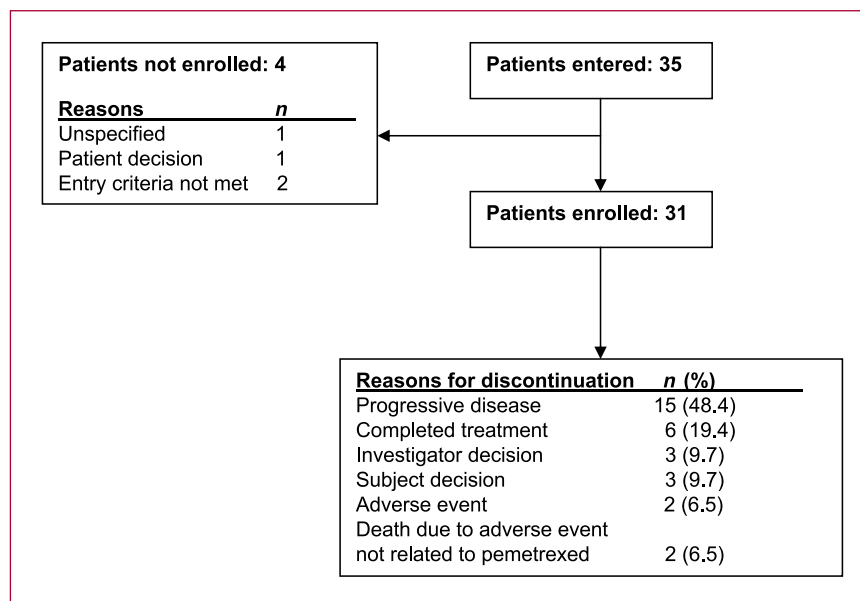 Patients not enrolled: 4
Reasons n
Unspecified 1
Patient decision 1
Entry criteria not met 2
Patients entered: 35
Patients enrolled: 31
Reasons for discontinuation n (%)
Progressive disease 15 (48.4)
Completed treatment 6 (19.4)
Investigator decision 3 (9.7)
Subject decision 3 (9.7)
Adverse event 2 (6.5)
Death due to adverse event
not related to pemetrexed 2 (6.5)